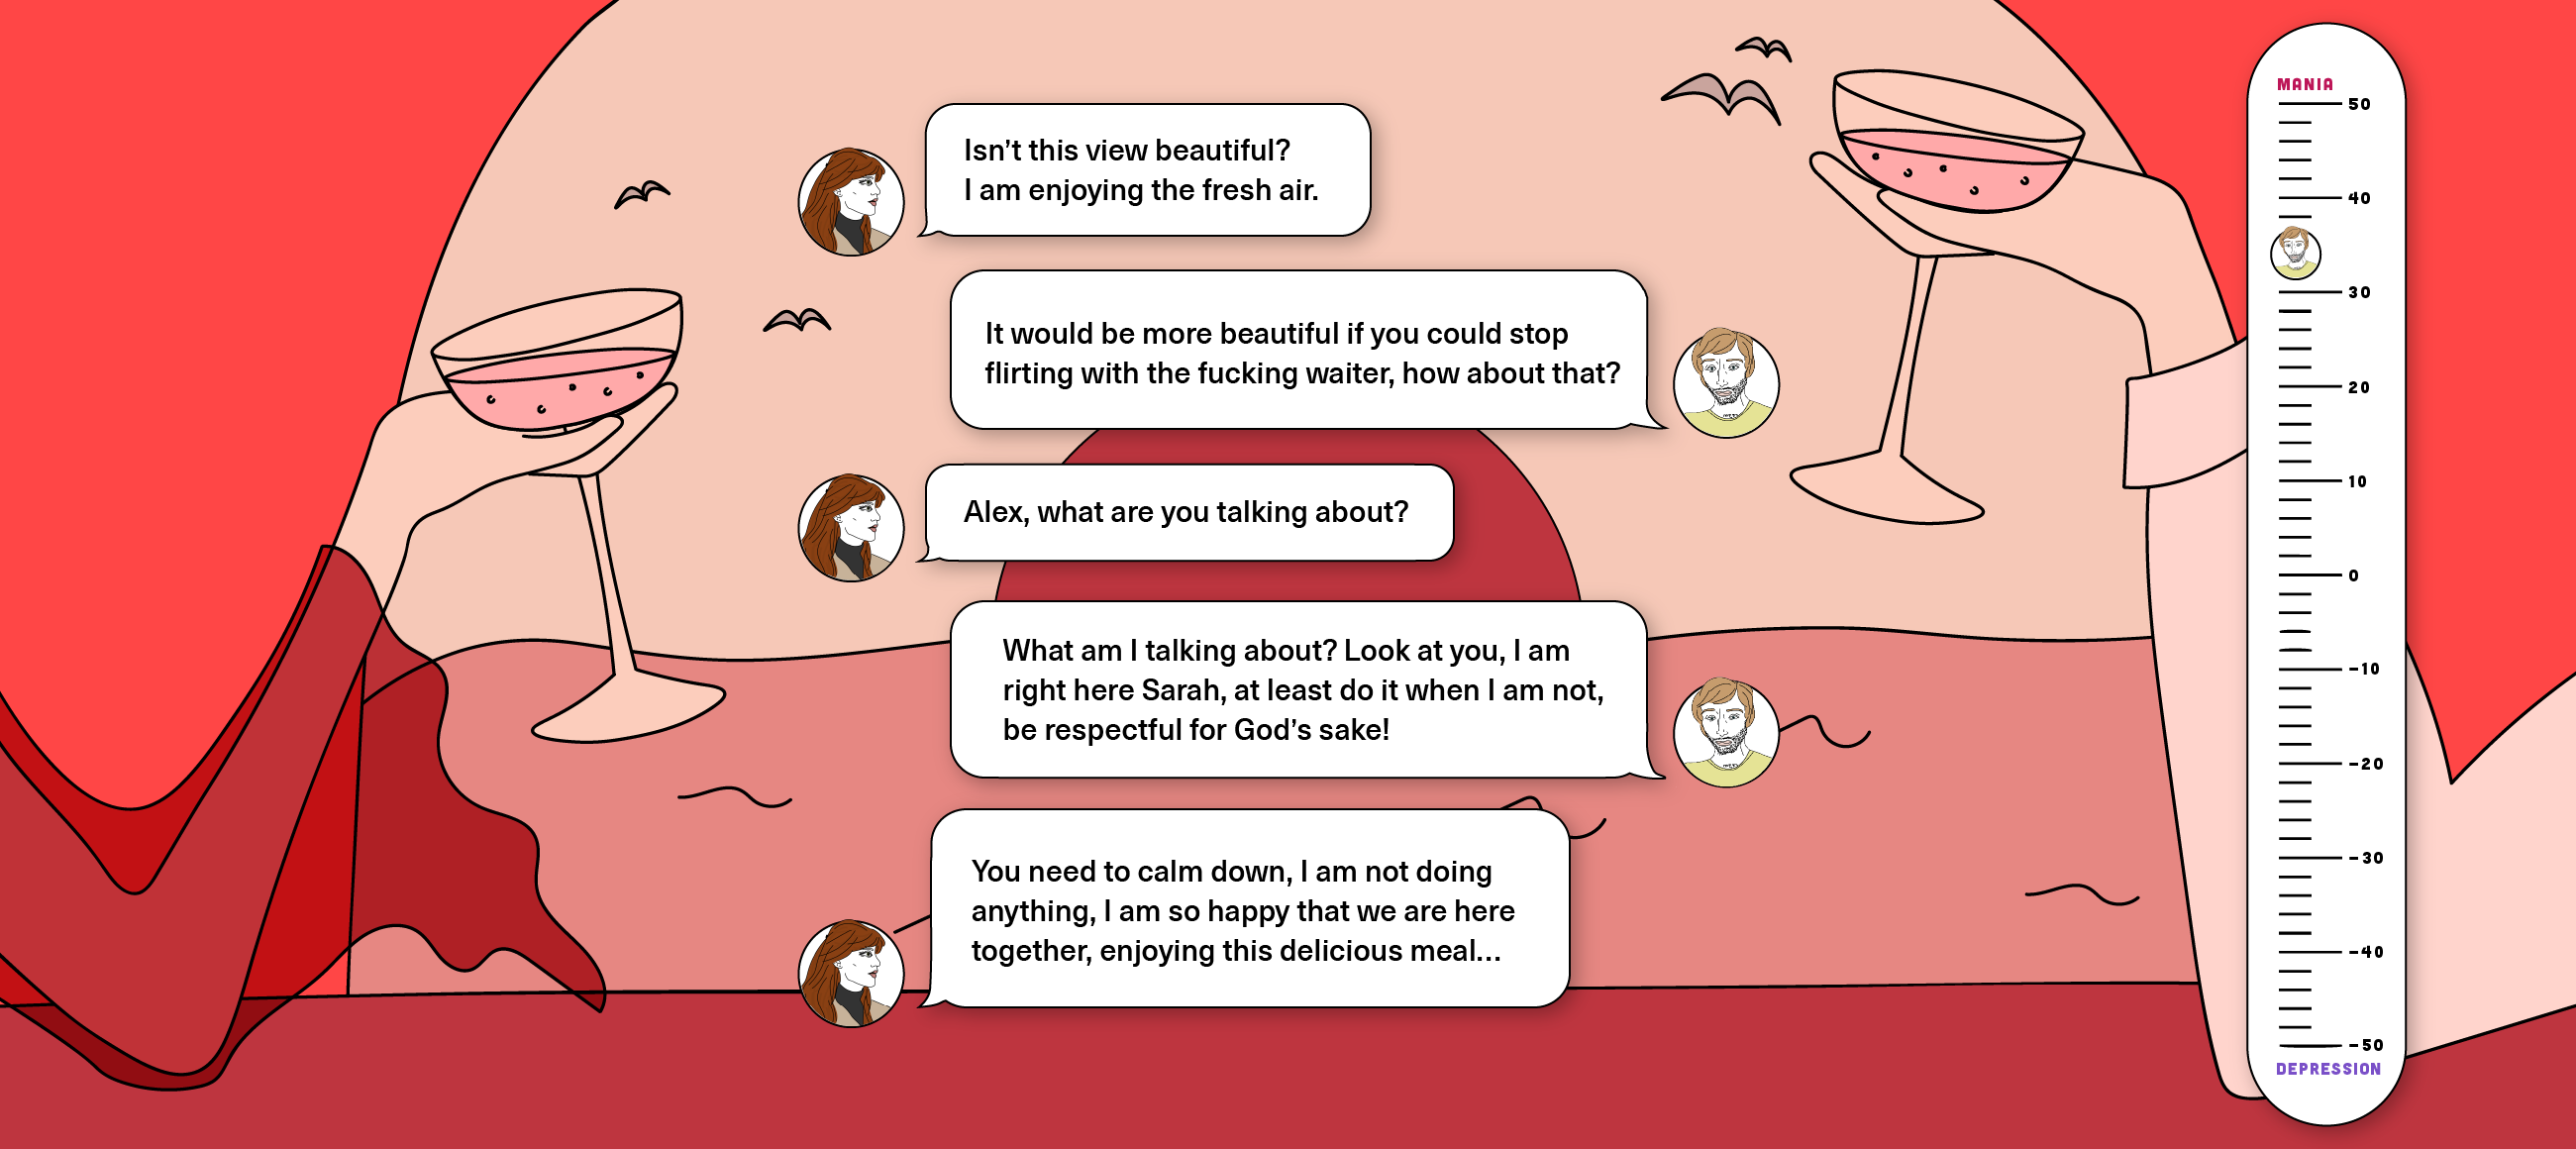 Isn’t this view beautiful?
I am enjoying the fresh air.
It would be more beautiful if you could stop
flirting with the fucking waiter, how about that?
Alex, what are you talking about?
What am I talking about? Look at you, I am
right here Sarah, at least do it when I am not,
be respectful for God’s sake!
You need to calm down, I am not doing
anything, I am so happy that we are here
together, enjoying this delicious meal...
MANIA
50
40
30
20
10
0
-10
-20
-30
-40
-50
DEPRESSION